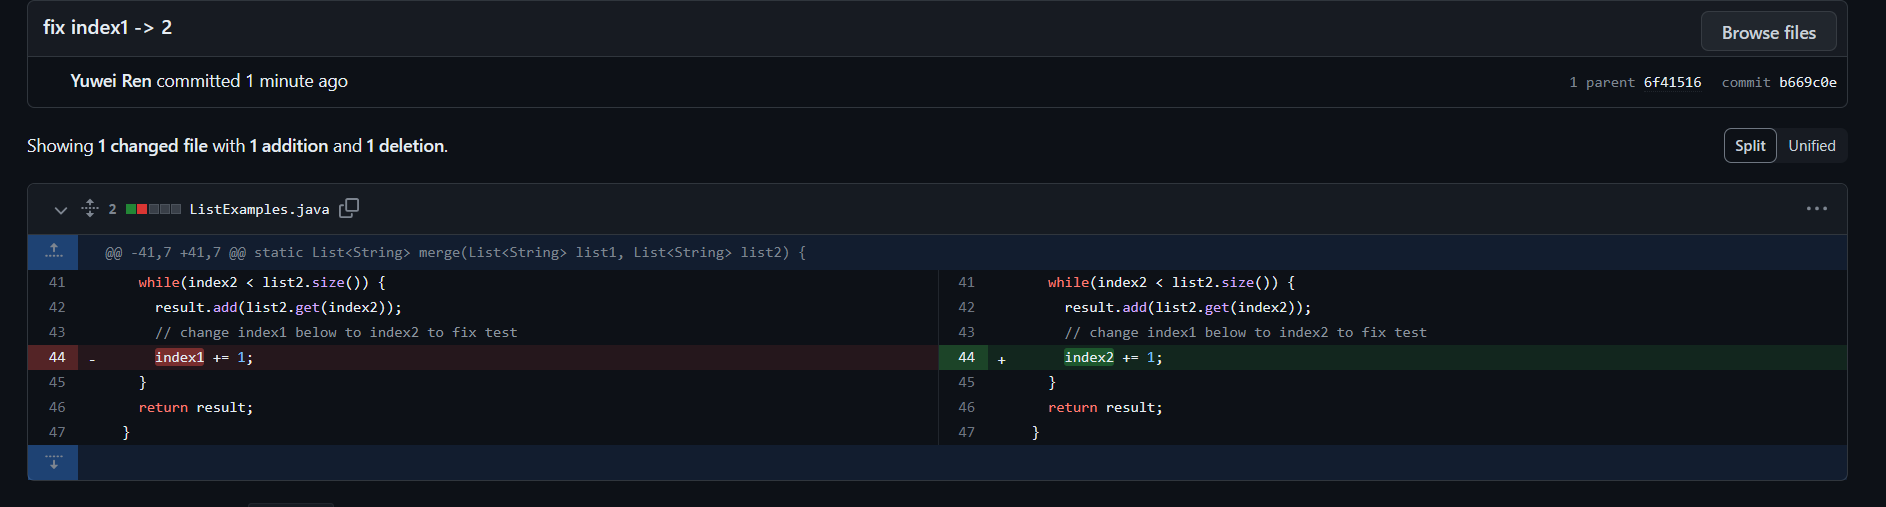 fix index1 -> 2
Browse files
Yuwei Ren committed 1 minute ago
1 parent 6f41516 commit b669c0e
Showing 1 changed file with 1 addition and 1 deletion.
Split Unified
2 ListExamples.java
@@ -41,7 +41,7 @@ static List<String> merge(List<String> list1, List<String> list2) {
41 while(index2 < list2.size()) {
42 result.add(list2.get(index2));
43 // change index1 below to index2 to fix test
44 - index1 += 1;
45 }
46 return result;
47 }
41 while(index2 < list2.size()) {
42 result.add(list2.get(index2));
43 // change index1 below to index2 to fix test
44 + index2 += 1;
45 }
46 return result;
47 }